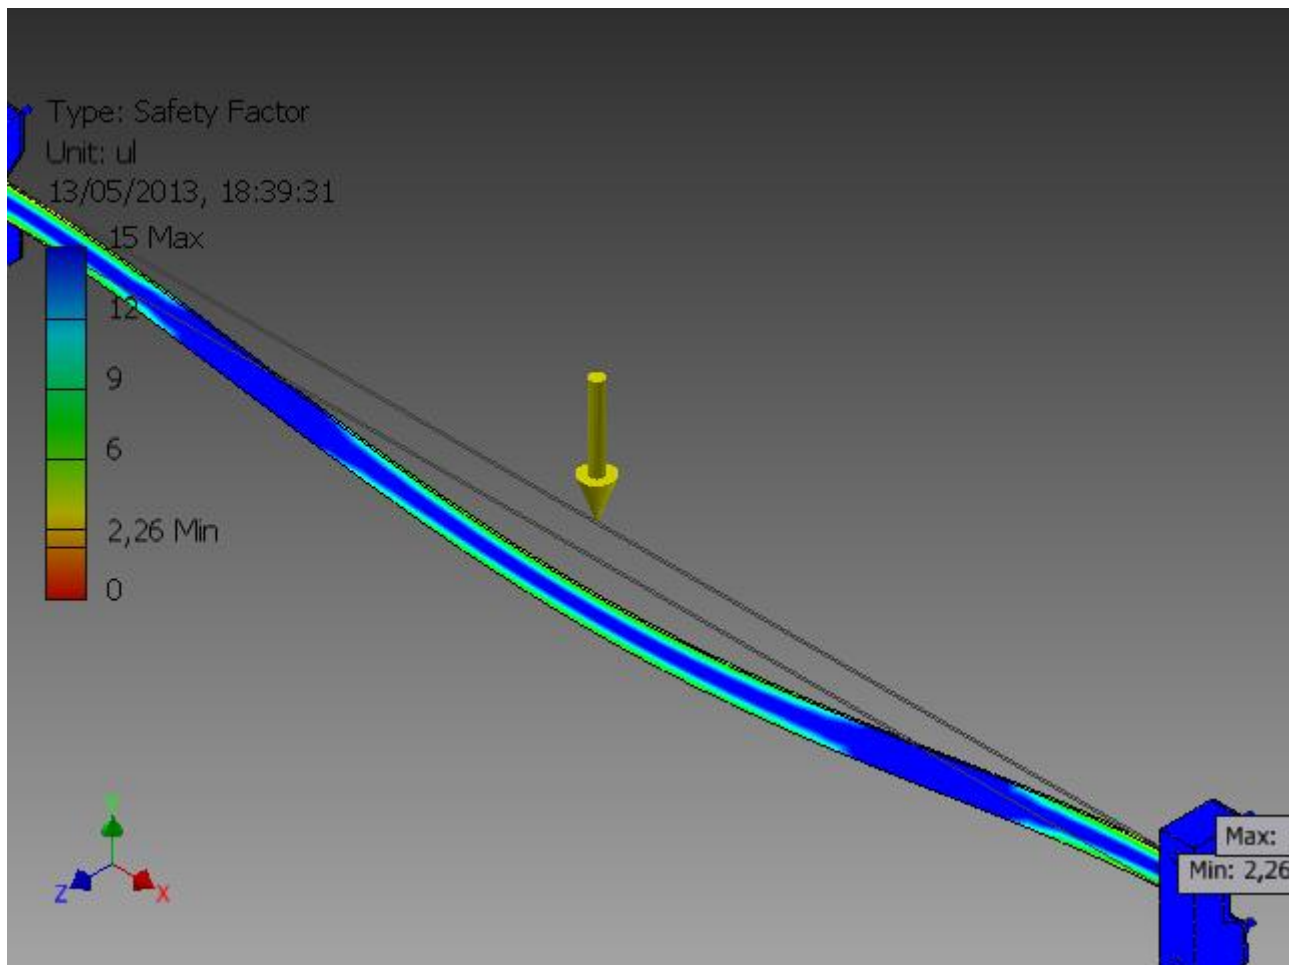 Type: Safety Factor
Unit: ul
13/05/2013, 18:39:31
15 Max
12
9
6
2,26 Min
0
Y
Z
X
Max:
Min: 2,26